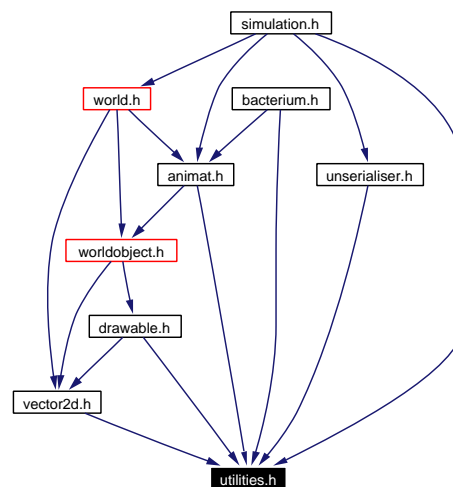 simulation.h
world.h
bacterium.h
animat.h
unserialiser.h
worldobject.h
drawable.h
vector2d.h
utilities.h